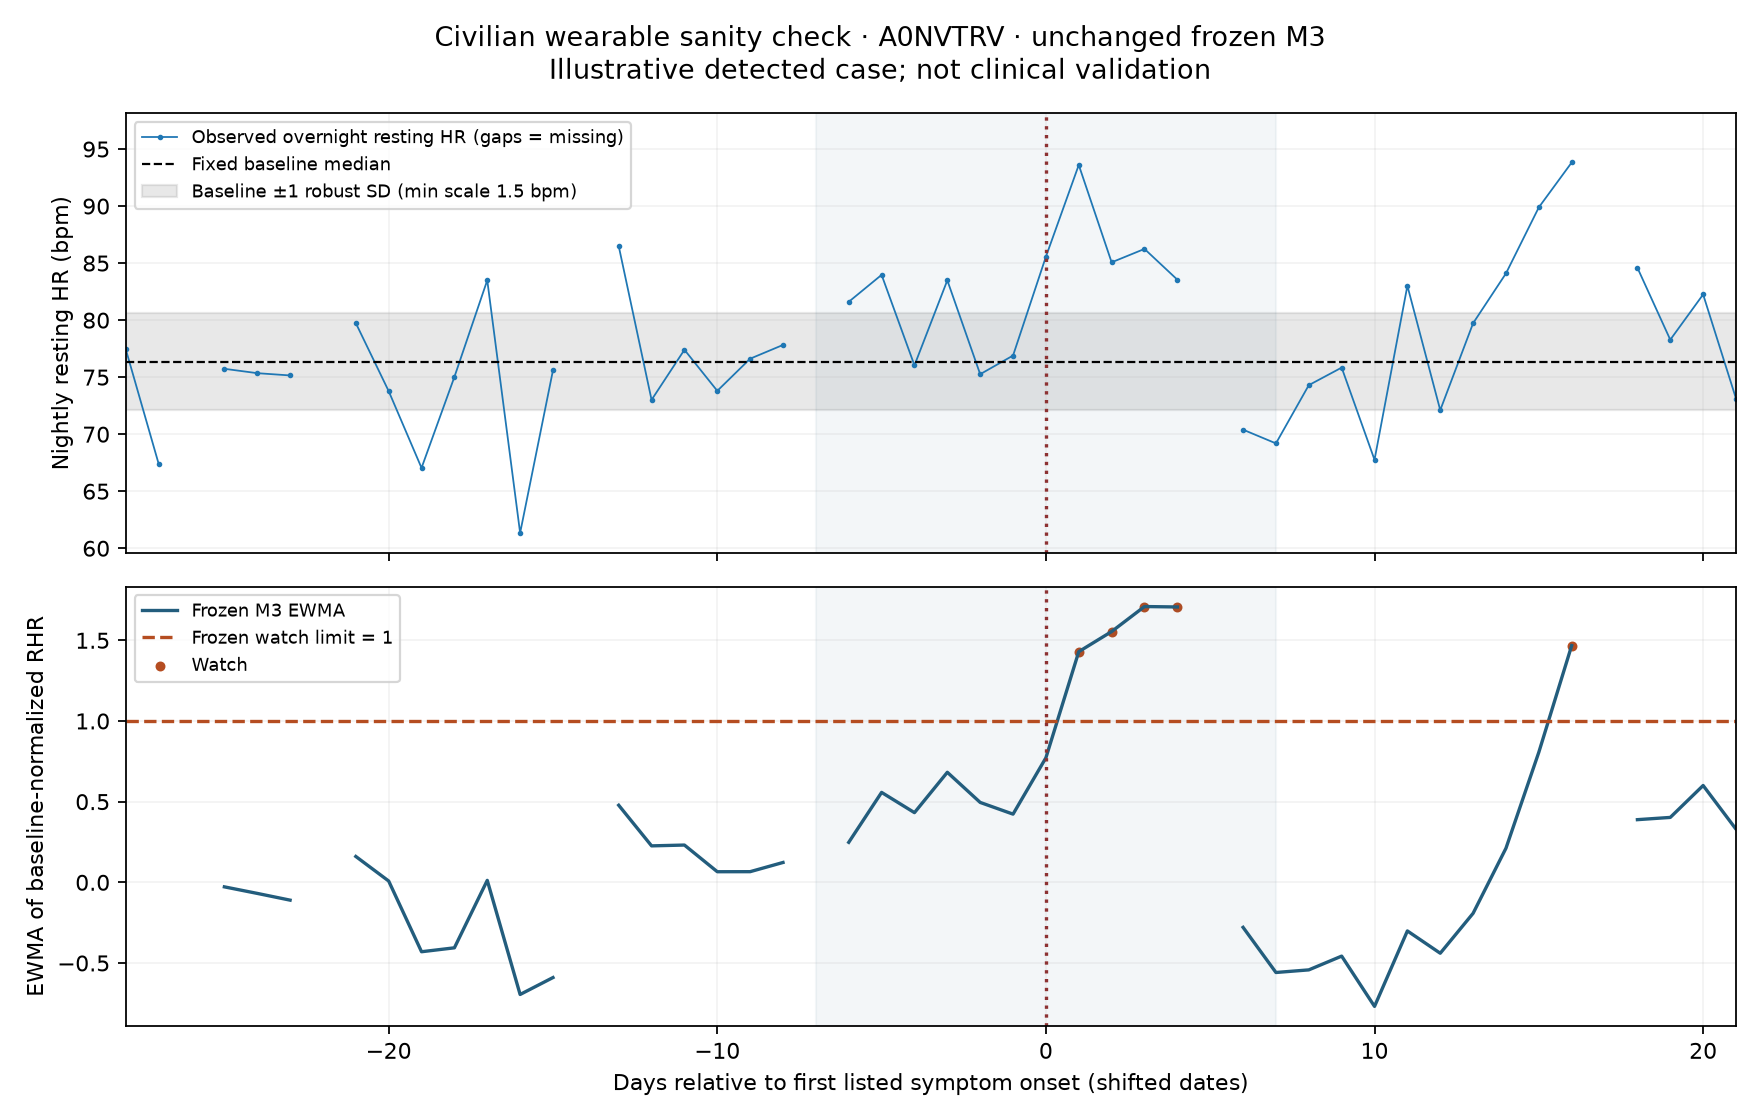 Civilian wearable sanity check · A0NVTRV · unchanged frozen M3
Illustrative detected case; not clinical validation
Observed overnight resting HR (gaps = missing)
Fixed baseline median
Baseline ±1 robust SD (min scale 1.5 bpm)
Nightly resting HR (bpm)
95
90
85
80
75
70
65
60
Frozen M3 EWMA
Frozen watch limit = 1
Watch
EWMA of baseline-normalized RHR
1.5
1.0
0.5
0.0
−0.5
−20
−10
0
10
20
Days relative to first listed symptom onset (shifted dates)